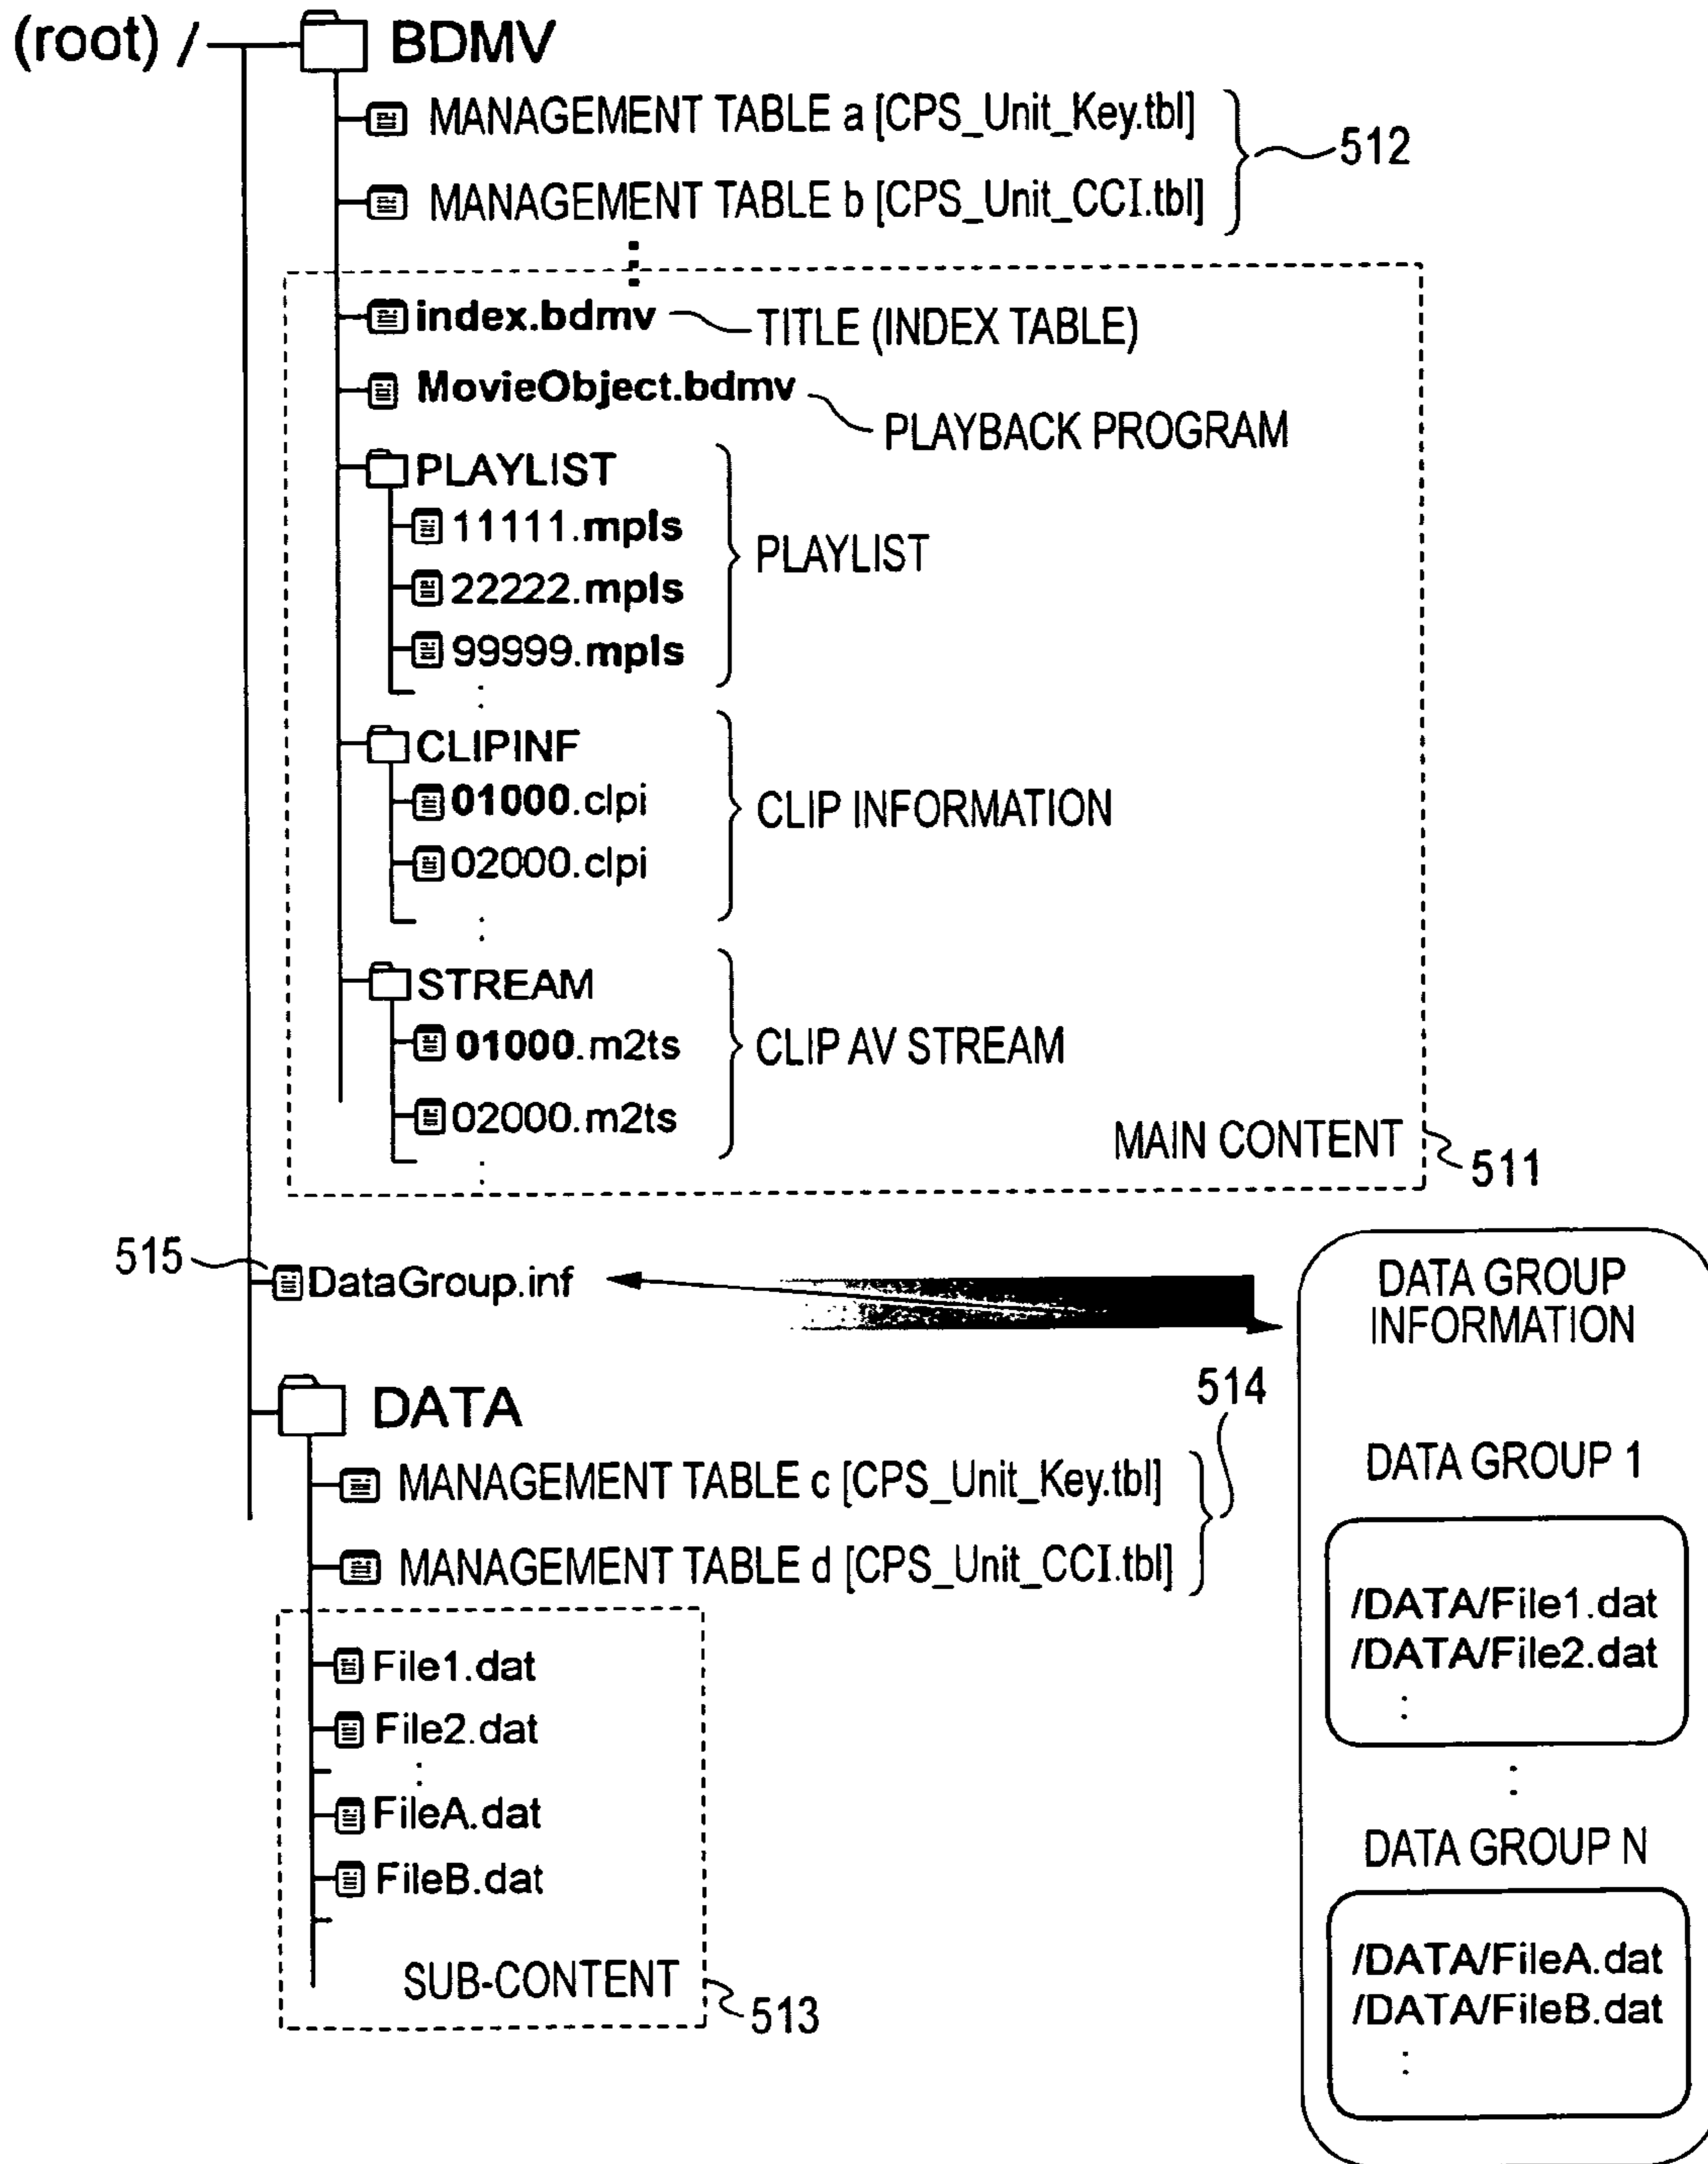 (root) / BDMV
MANAGEMENT TABLE a [CPS_Unit_Key.tbl]
512
MANAGEMENT TABLE b [CPS_Unit_CCI.tbl]
index.bdmv
TITLE (INDEX TABLE)
MovieObject.bdmv
PLAYBACK PROGRAM
PLAYLIST
11111.mpls
22222.mpls
99999.mpls
PLAYLIST
CLIPINF
01000.clpi
02000.clpi
CLIP INFORMATION
STREAM
01000.m2ts
02000.m2ts
CLIP AV STREAM
MAIN CONTENT
511
515
DataGroup.inf
DATA
514
MANAGEMENT TABLE c [CPS_Unit_Key.tbl]
MANAGEMENT TABLE d [CPS_Unit_CCI.tbl]
File1.dat
File2.dat
FileA.dat
FileB.dat
SUB-CONTENT
513
DATA GROUP
INFORMATION
DATA GROUP 1
/DATA/File1.dat
/DATA/File2.dat
DATA GROUP N
/DATA/FileA.dat
/DATA/FileB.dat